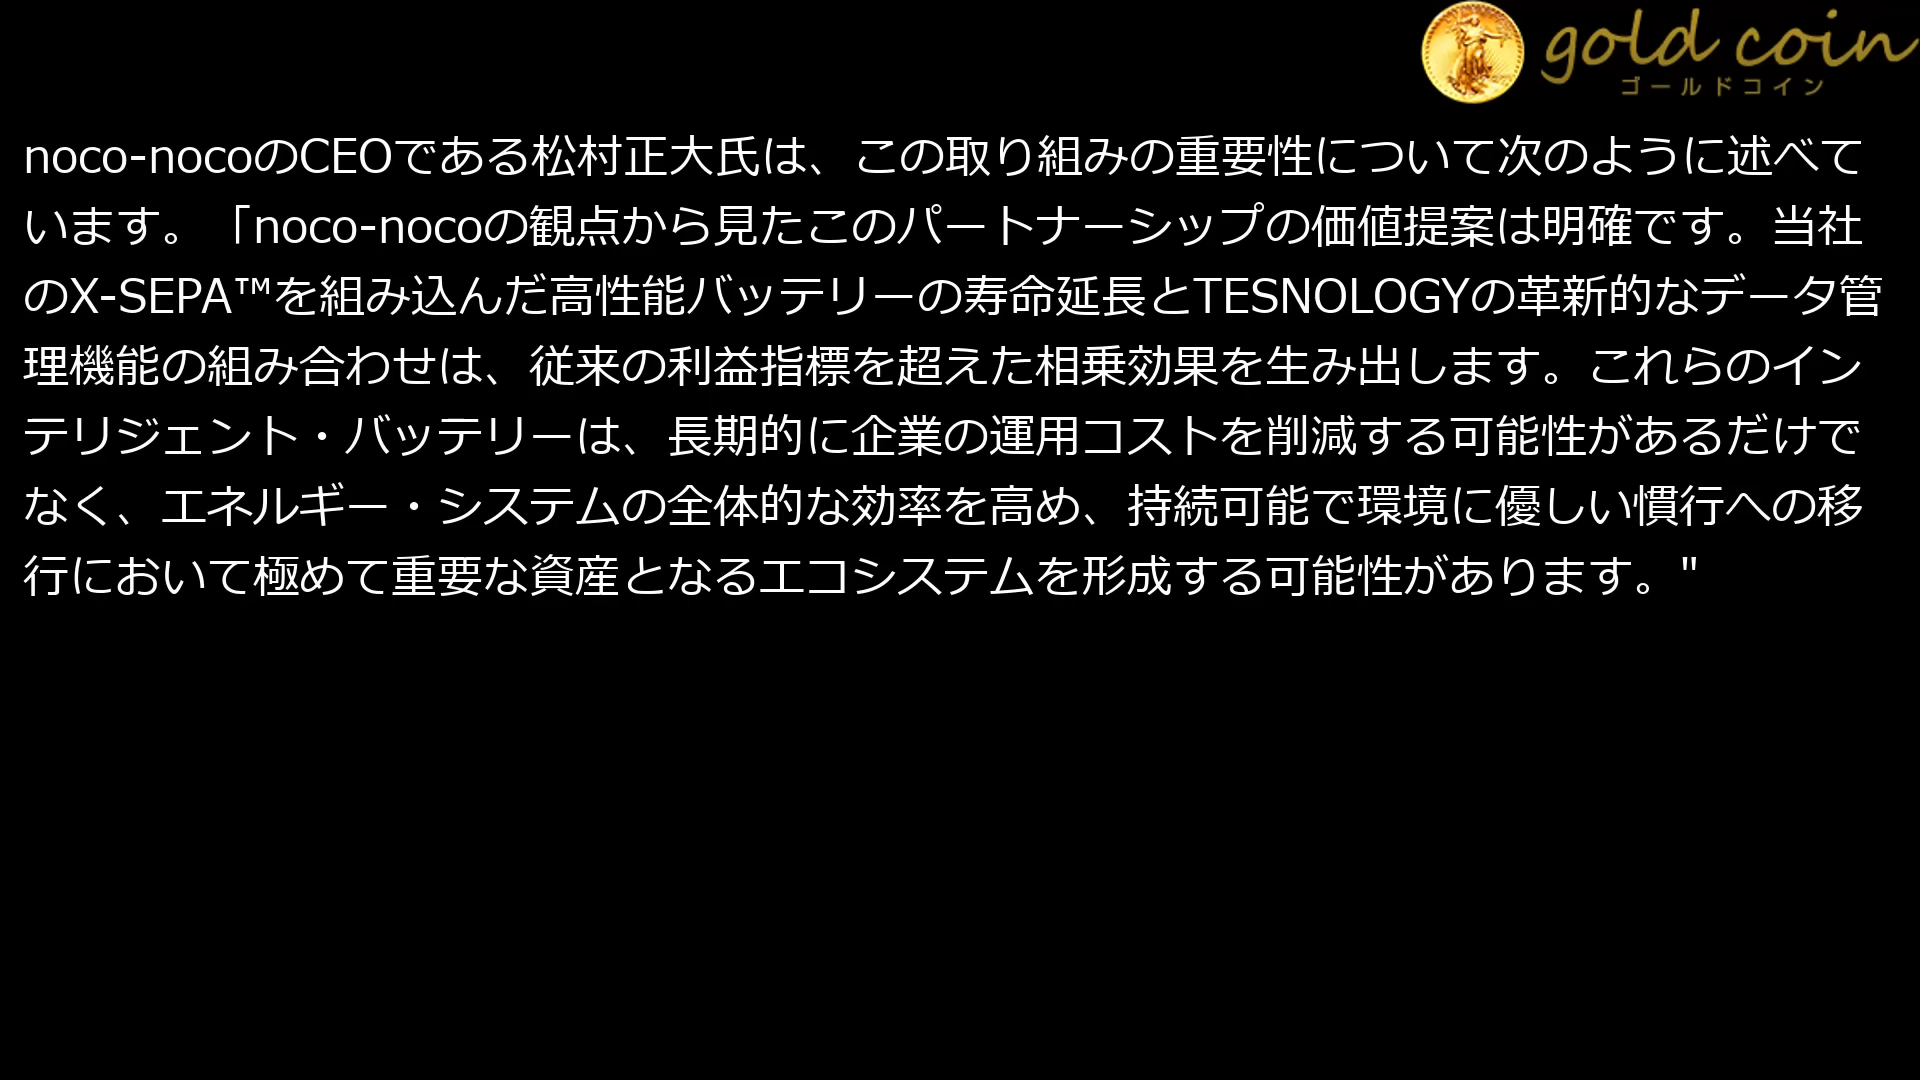 gold coin
ゴールドコイン
noco-nocoのCEOである松村正大氏は、この取り組みの重要性について次のように述べて
います。「noco-nocoの観点から見たこのパートナーシップの価値提案は明確です。当社
のX-SEPA™を組み込んだ高性能バッテリーの寿命延長とTESNOLOGYの革新的なデータ管
理機能の組み合わせは、従来の利益指標を超えた相乗効果を生み出します。これらのイン
テリジェント・バッテリーは、長期的に企業の運用コストを削減する可能性があるだけで
なく、エネルギー・システムの全体的な効率を高め、持続可能で環境に優しい慣行への移
行において極めて重要な資産となるエコシステムを形成する可能性があります。"